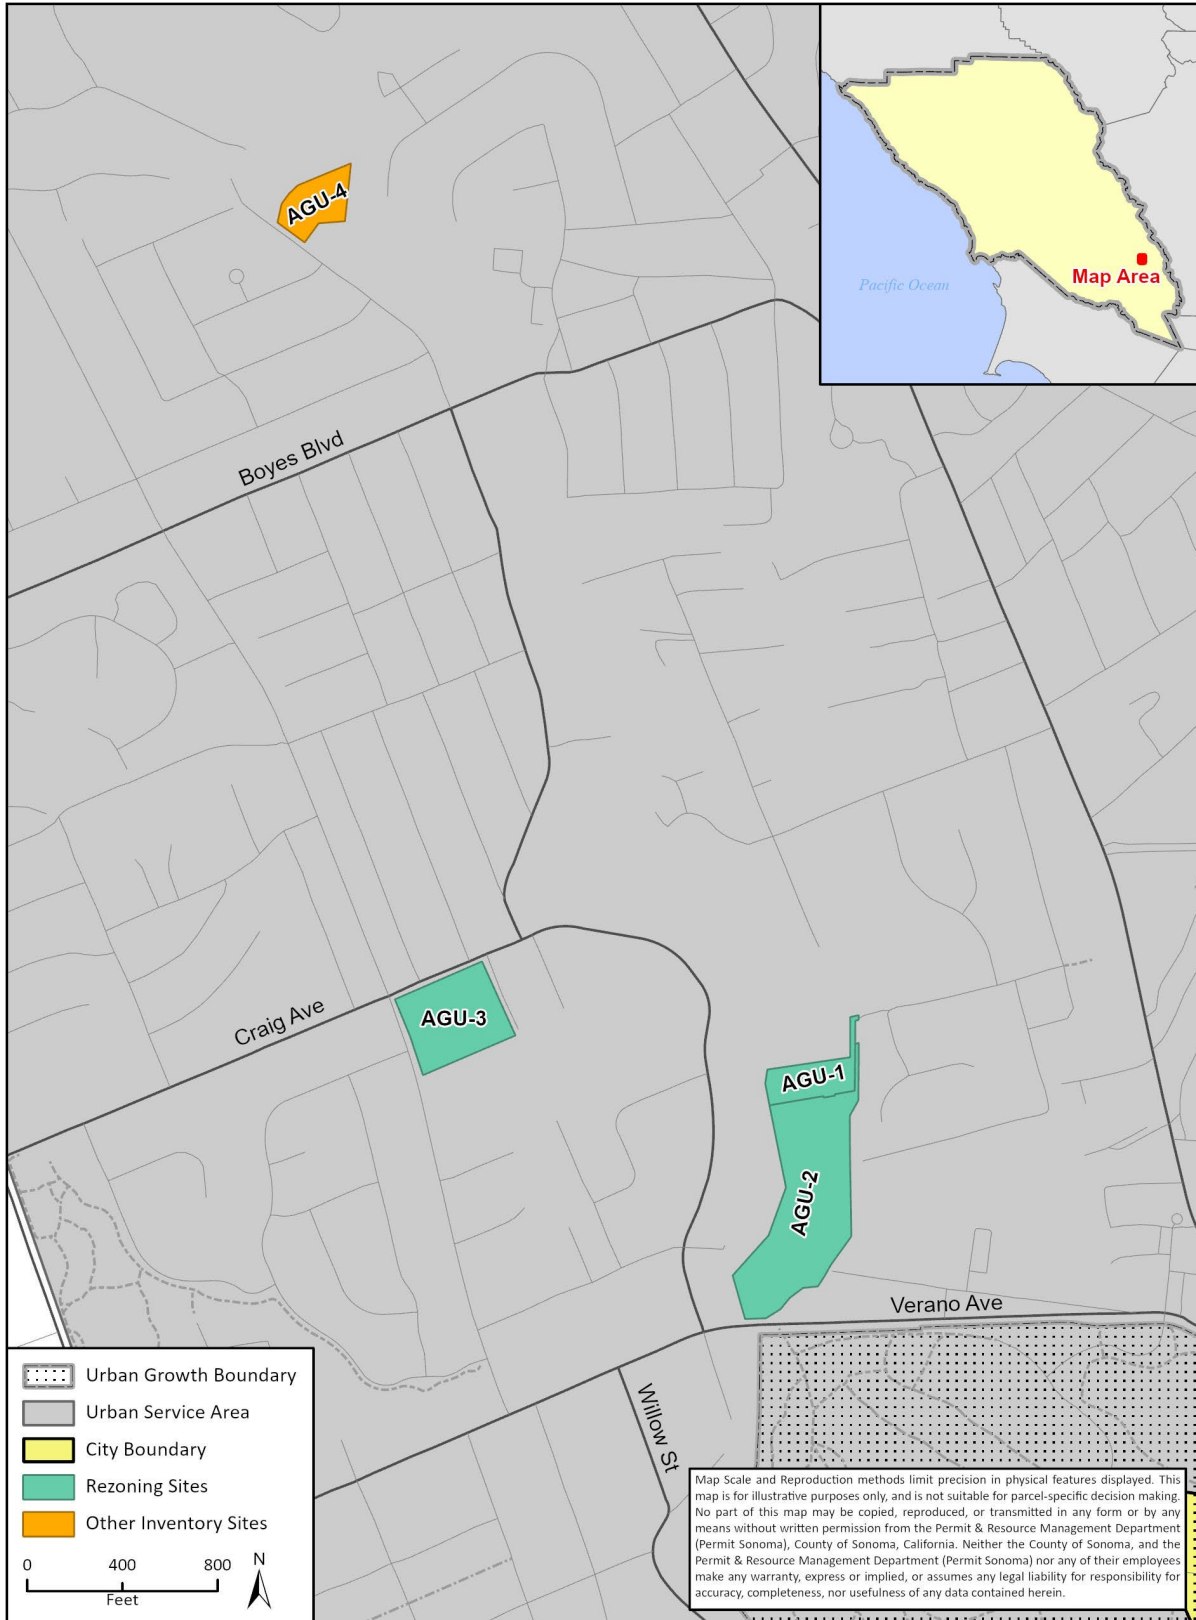 AGU-4
Pacific Ocean
Map Area
Boyes Blvd
Craig Ave
AGU-3
AGU-1
AGU-2
Verano Ave
Willow St
Urban Growth Boundary
Urban Service Area
City Boundary
Rezoning Sites
Other Inventory Sites
0 400 800
Feet
N
Map Scale and Reproduction methods limit precision in physical features displayed. This
map is for illustrative purposes only, and is not suitable for parcel-specific decision making.
No part of this map may be copied, reproduced, or transmitted in any form or by any
means without written permission from the Permit & Resource Management Department
(Permit Sonoma), County of Sonoma, California. Neither the County of Sonoma, and the
Permit & Resource Management Department (Permit Sonoma) nor any of their employees
make any warranty, express or implied, or assumes any legal liability for responsibility for
accuracy, completeness, nor usefulness of any data contained herein.